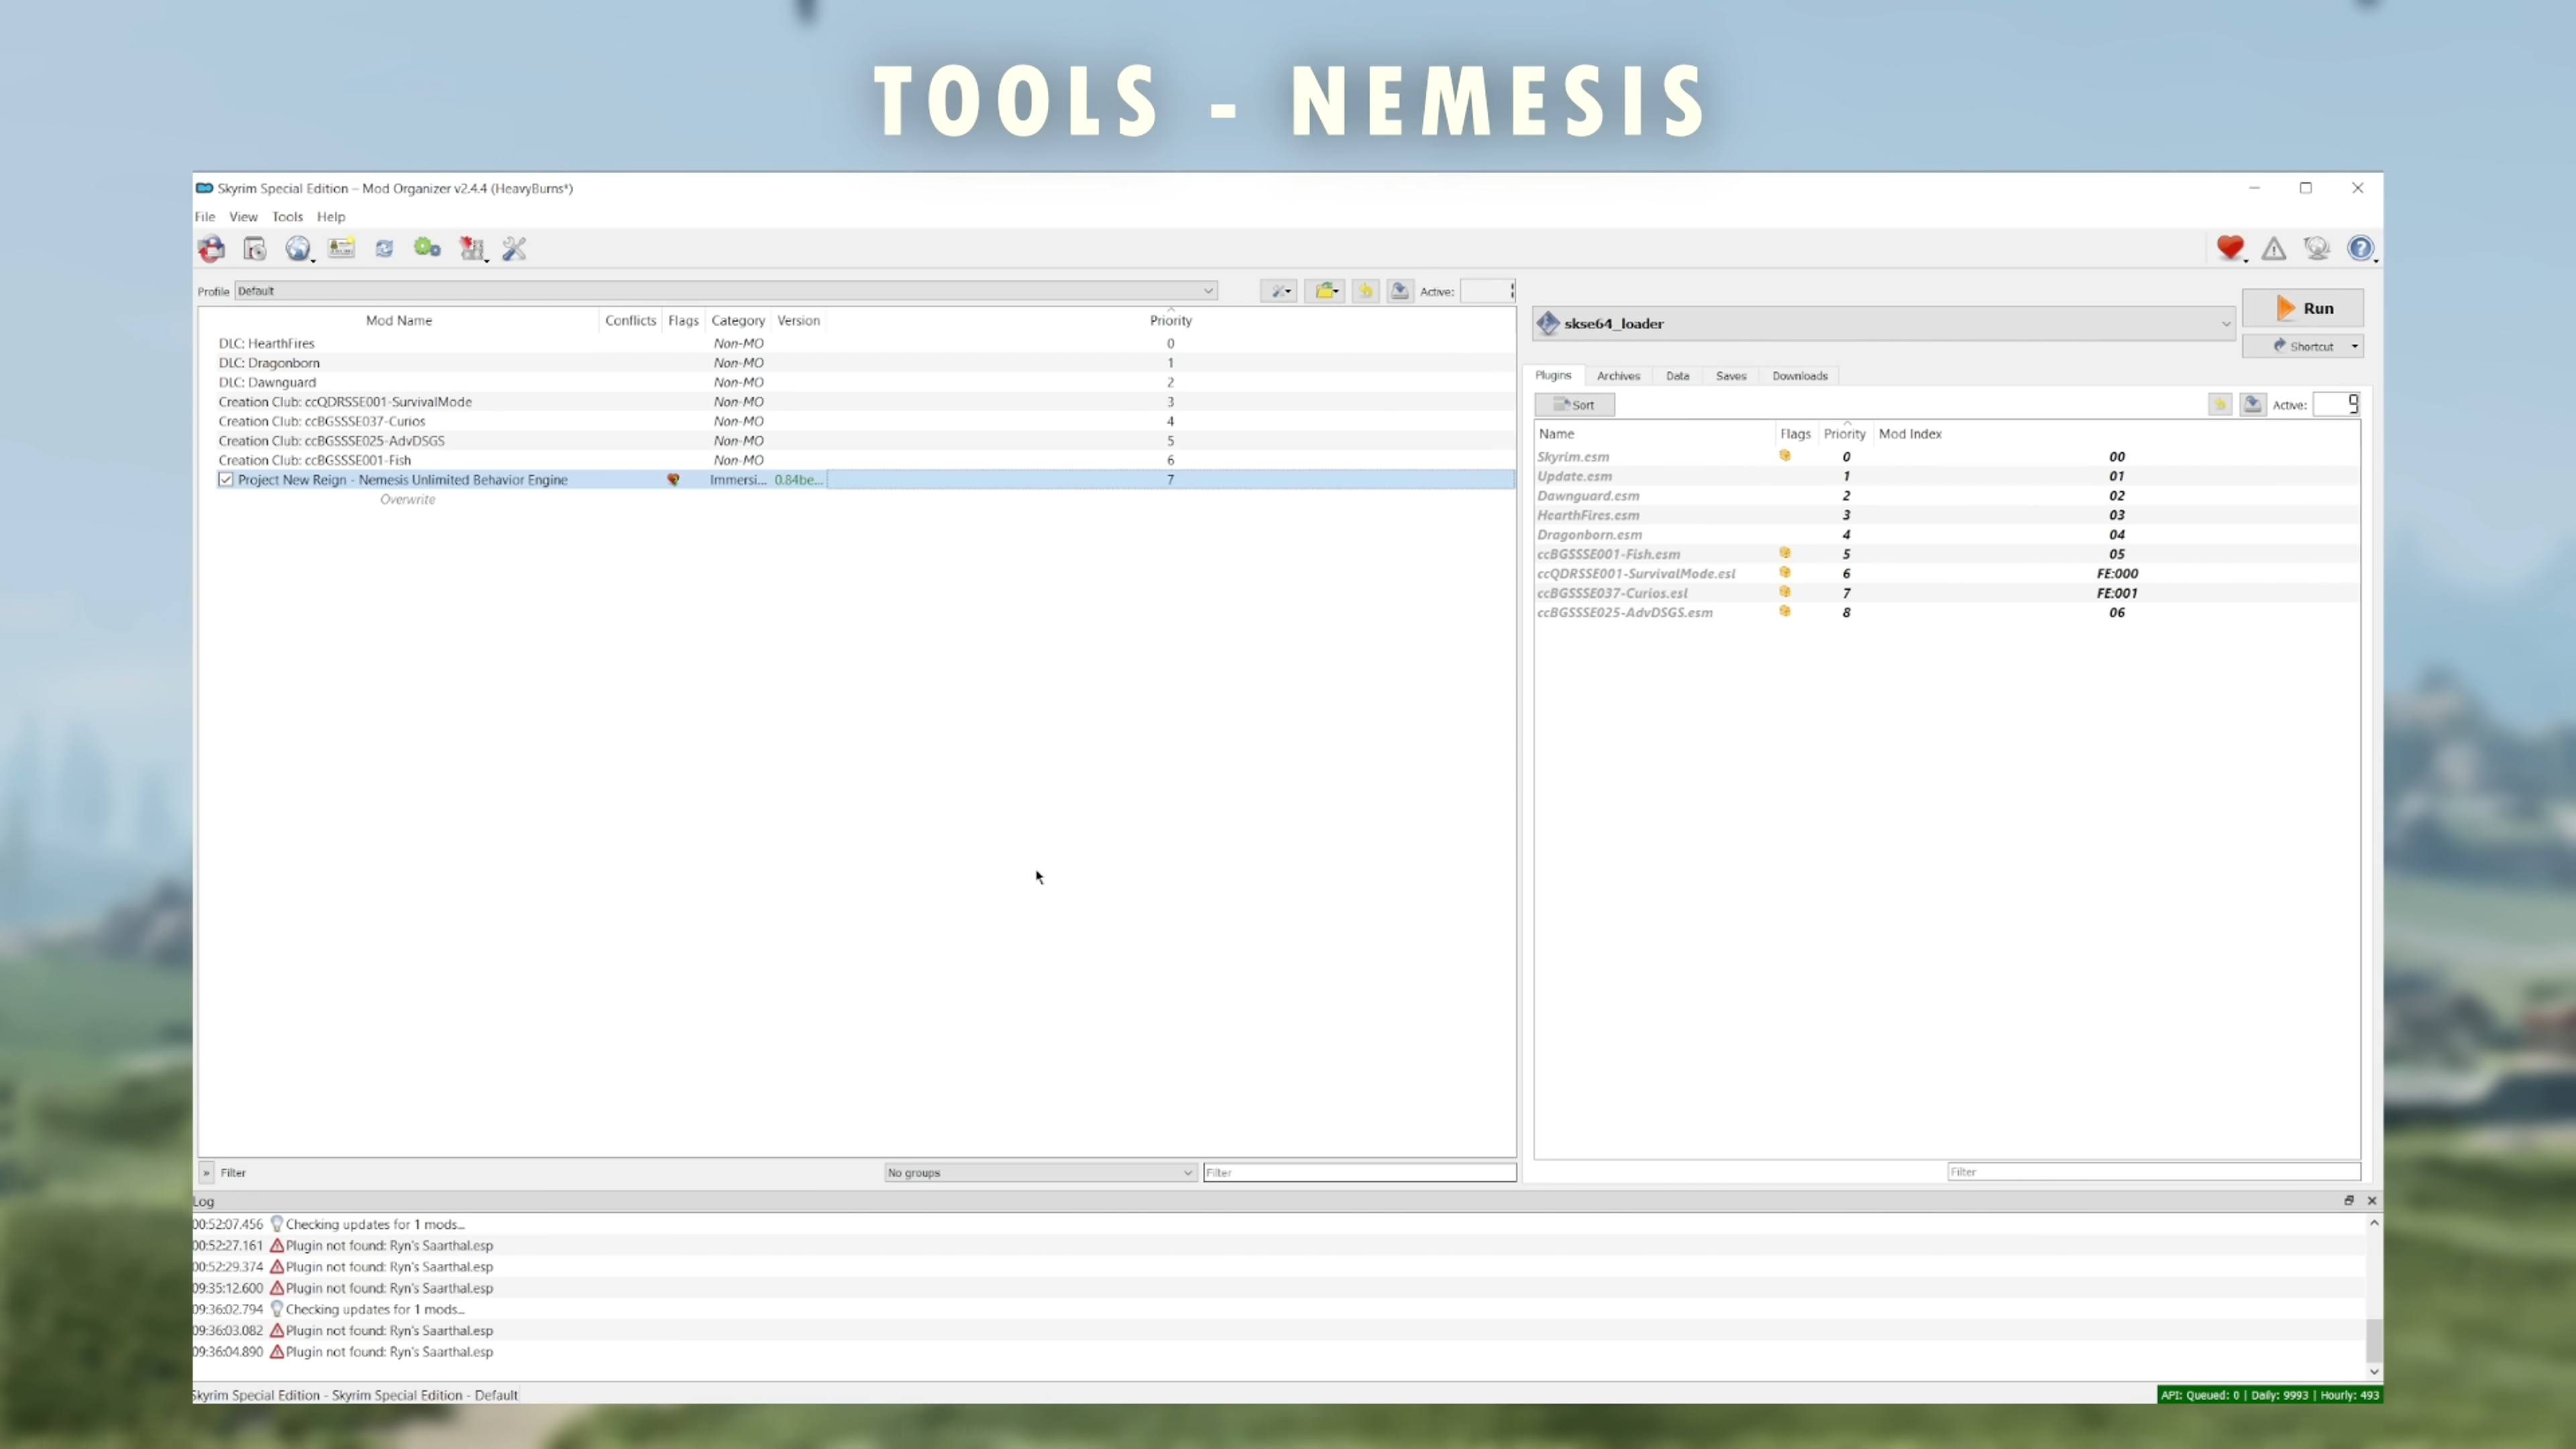 TOOLS - NEMESIS
Skyrim Special Edition – Mod Organizer v2.4.4 (HeavyBurns*)
File View Tools Help
Profile Default Active:
Mod Name Conflicts Flags Category Version Priority
DLC: HearthFires Non-MO 0
DLC: Dragonborn Non-MO 1
DLC: Dawnguard Non-MO 2
Creation Club: ccQDRSSE001-SurvivalMode Non-MO 3
Creation Club: ccBGSSSE037-Curios Non-MO 4
Creation Club: ccBGSSSE025-AdvDSGS Non-MO 5
Creation Club: ccBGSSSE001-Fish Non-MO 6
Project New Reign - Nemesis Unlimited Behavior Engine Immersi... 0.84be... 7
Overwrite
» Filter No groups Filter
skse64_loader
Run
Shortcut
Plugins Archives Data Saves Downloads
Sort Active: 9
Name Flags Priority Mod Index
Skyrim.esm 0 00
Update.esm 1 01
Dawnguard.esm 2 02
HearthFires.esm 3 03
Dragonborn.esm 4 04
ccBGSSSE001-Fish.esm 5 05
ccQDRSSE001-SurvivalMode.esl 6 FE:000
ccBGSSSE037-Curios.esl 7 FE:001
ccBGSSSE025-AdvDSGS.esm 8 06
Filter
Log
00:52:07.456 Checking updates for 1 mods...
00:52:27.161 Plugin not found: Ryn's Saarthal.esp
00:52:29.374 Plugin not found: Ryn's Saarthal.esp
09:35:12.600 Plugin not found: Ryn's Saarthal.esp
09:36:02.794 Checking updates for 1 mods...
09:36:03.082 Plugin not found: Ryn's Saarthal.esp
09:36:04.890 Plugin not found: Ryn's Saarthal.esp
Skyrim Special Edition - Skyrim Special Edition - Default
API: Queued: 0 | Daily: 9993 | Hourly: 493